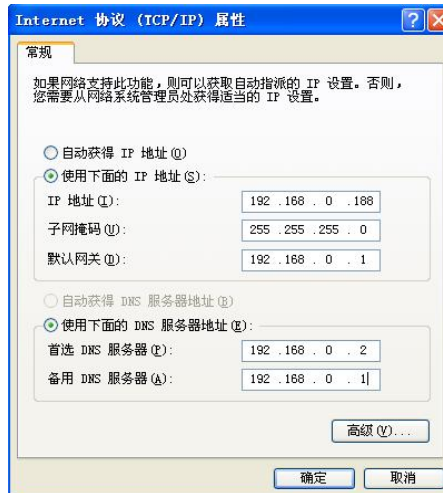 Internet 协议 (TCP/IP) 属性
常规
如果网络支持此功能，则可以获取自动指派的 IP 设置。否则，
您需要从网络系统管理员处获得适当的 IP 设置。
自动获得 IP 地址(O)
使用下面的 IP 地址(S):
IP 地址(I): 192 .168 . 0 .188
子网掩码(U): 255 .255 .255 . 0
默认网关(D): 192 .168 . 0 . 1
自动获得 DNS 服务器地址(B)
使用下面的 DNS 服务器地址(E):
首选 DNS 服务器(P): 192 .168 . 0 . 2
备用 DNS 服务器(A): 192 .168 . 0 . 1
高级(V)...
确定 取消